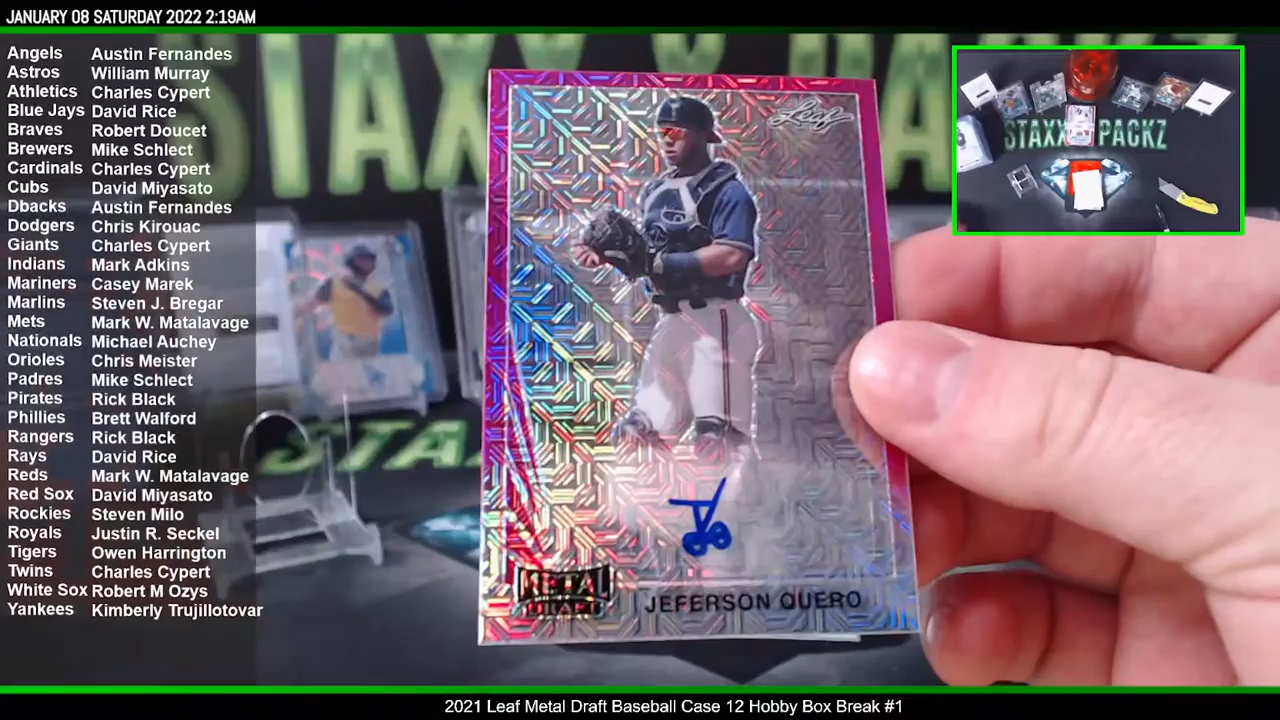 JANUARY 08 SATURDAY 2022 2:19AM
Angels Austin Fernandes
Astros William Murray
Athletics Charles Cypert
Blue Jays David Rice
Braves Robert Doucet
Brewers Mike Schlect
Cardinals Charles Cypert
Cubs David Miyasato
Dbacks Austin Fernandes
Dodgers Chris Kirouac
Giants Charles Cypert
Indians Mark Adkins
Mariners Casey Marek
Marlins Steven J. Bregar
Mets Mark W. Matalavage
Nationals Michael Auchey
Orioles Chris Meister
Padres Mike Schlect
Pirates Rick Black
Phillies Brett Walford
Rangers Rick Black
Rays David Rice
Reds Mark W. Matalavage
Red Sox David Miyasato
Rockies Steven Milo
Royals Justin R. Seckel
Tigers Owen Harrington
Twins Charles Cypert
White Sox Robert M Ozys
Yankees Kimberly Trujillotovar
STAXX PACKZ
STAXX PACKZ
Leaf
METAL
DRAFT
JEFERSON QUERO
STA
2021 Leaf Metal Draft Baseball Case 12 Hobby Box Break #1